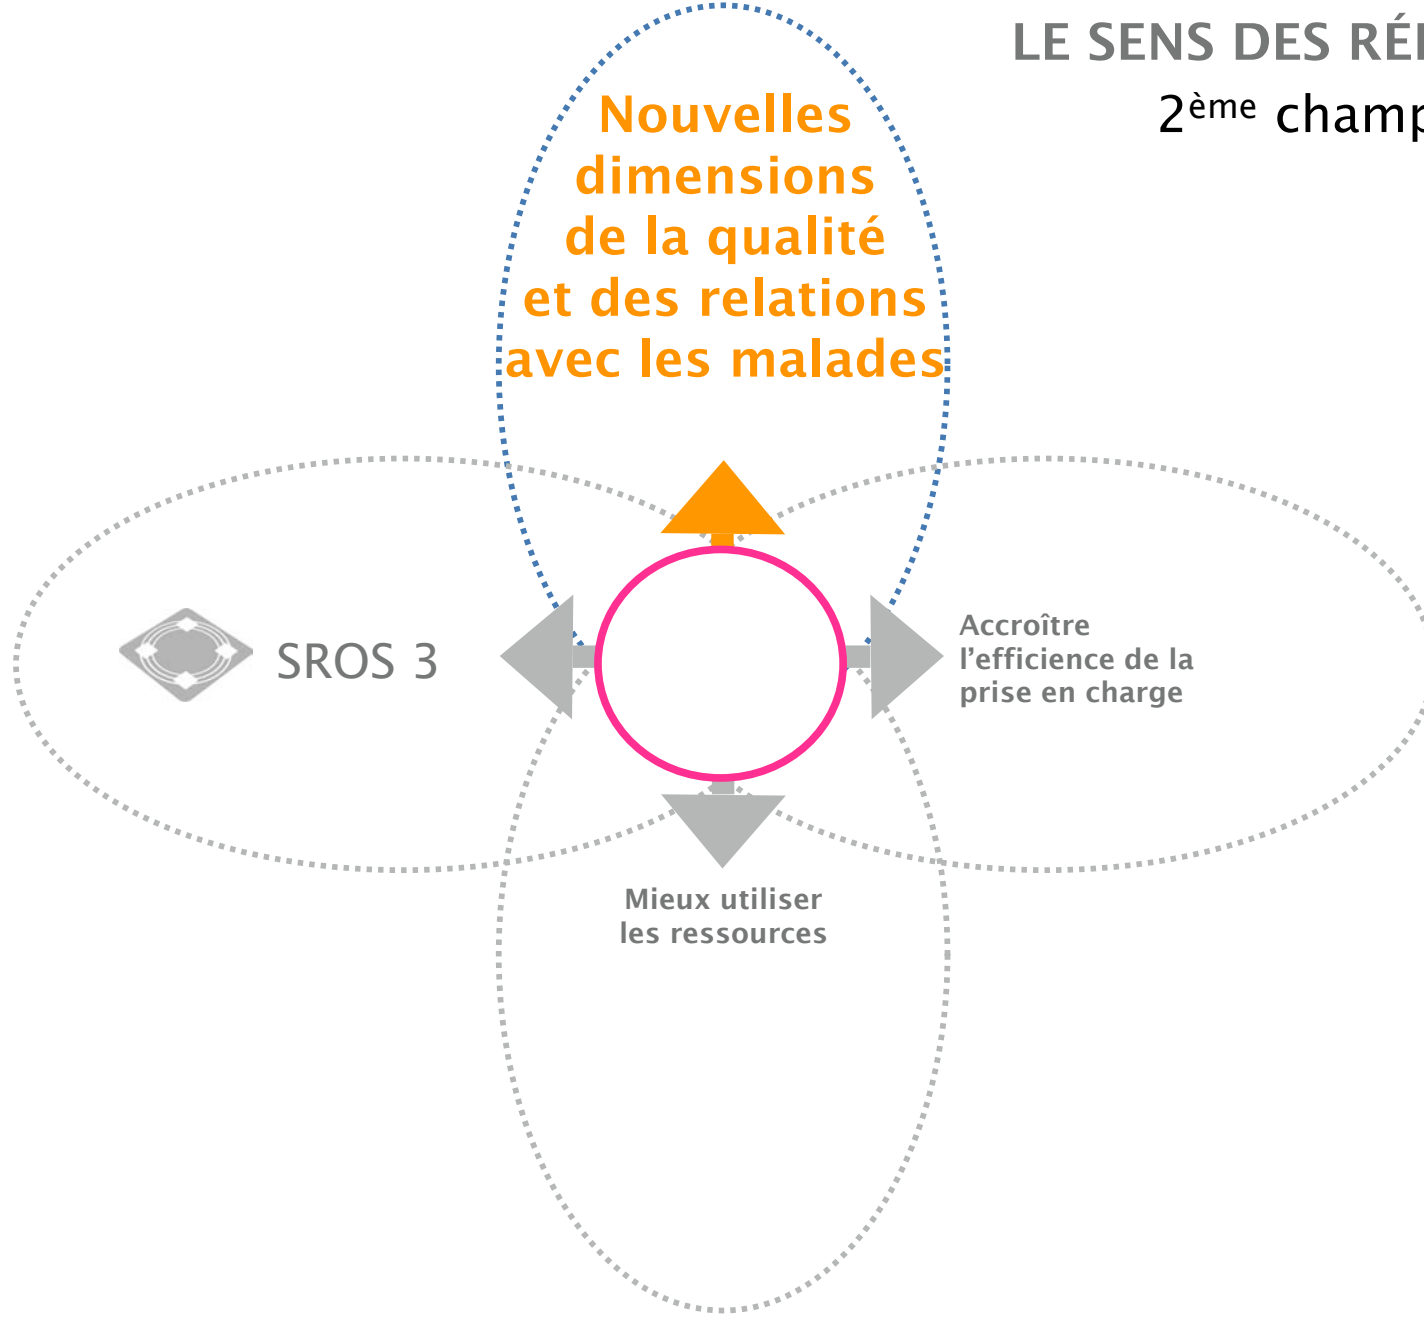 LE SENS DES
2ème champ
Nouvelles
dimensions
de la qualité
et des relations
avec les malades
SROS 3
Accroître
l’efficience de la
prise en charge
Mieux utiliser
les ressources